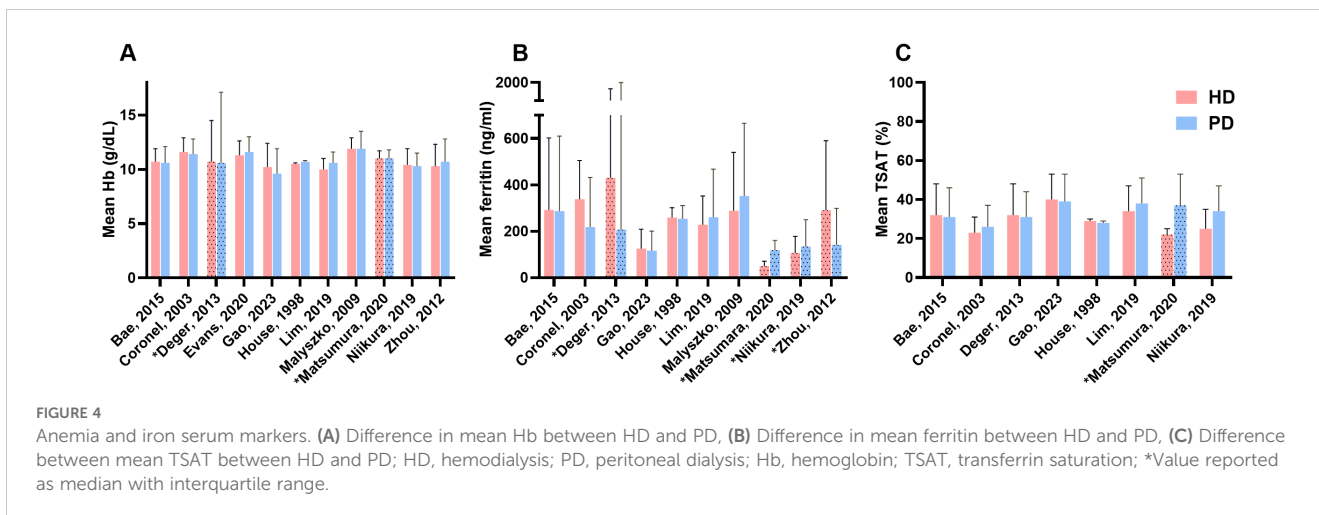 A
Mean Hb (g/dL)
15
10
5
0
Bae, 2015
Coronel, 2003
*Deger, 2013
Evans, 2020
Gao, 2023
House, 1998
Lim, 2019
Malyszko, 2009
*Matsumura, 2020
Niikura, 2019
Zhou, 2012
B
Mean ferritin (ng/ml)
2000
600
400
200
0
Bae, 2015
Coronel, 2003
*Deger, 2013
Gao, 2023
House, 1998
Lim, 2019
Malyszko, 2009
*Matsumura, 2020
*Niikura, 2019
*Zhou, 2012
C
Mean TSAT (%)
100
80
60
40
20
0
Bae, 2015
Coronel, 2003
Deger, 2013
Gao, 2023
House, 1998
Lim, 2019
*Matsumura, 2020
Niikura, 2019
HD
PD
FIGURE 4
Anemia and iron serum markers. (A) Difference in mean Hb between HD and PD, (B) Difference in mean ferritin between HD and PD, (C) Difference
between mean TSAT between HD and PD; HD, hemodialysis; PD, peritoneal dialysis; Hb, hemoglobin; TSAT, transferrin saturation; *Value reported
as median with interquartile range.